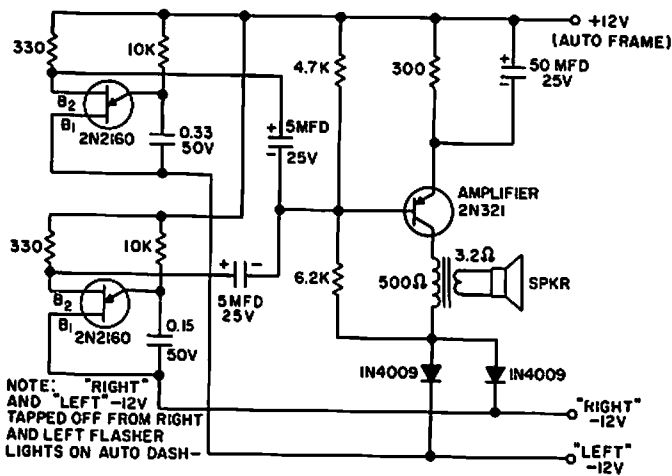 +12V
(AUTO FRAME)
330
10K
4.7K
300
+
50 MFD
-
25V
B2
B1
2N2160
0.33
50V
+
5MFD
-
25V
AMPLIFIER
2N321
330
10K
+ -
5MFD
25V
6.2K
500Ω
3.2Ω
SPKR
B2
B1
2N2160
0.15
50V
1N4009
1N4009
NOTE: "RIGHT"
AND "LEFT" -12V
TAPPED OFF FROM RIGHT
AND LEFT FLASHER
LIGHTS ON AUTO DASH-
"RIGHT"
-12V
"LEFT"
-12V